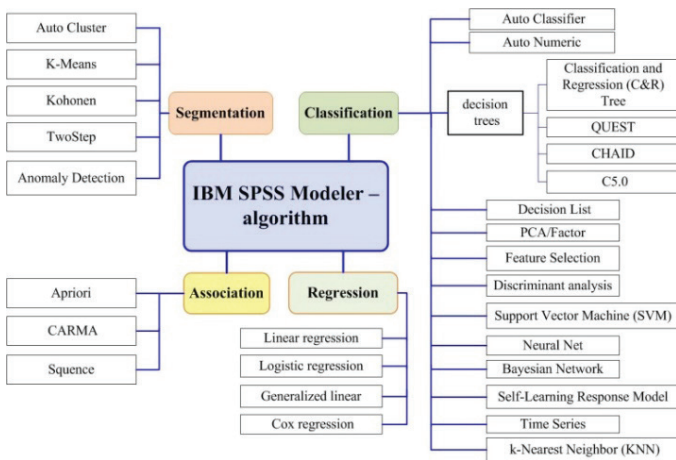 Auto Cluster
K-Means
Kohonen
TwoStep
Anomaly Detection
Segmentation
Classification
Auto Classifier
Auto Numeric
decision
trees
Classification and
Regression (C&R)
Tree
QUEST
CHAID
C5.0
IBM SPSS Modeler –
algorithm
Decision List
PCA/Factor
Feature Selection
Discriminant analysis
Support Vector Machine (SVM)
Neural Net
Bayesian Network
Self-Learning Response Model
Time Series
k-Nearest Neighbor (KNN)
Association
Apriori
CARMA
Squence
Regression
Linear regression
Logistic regression
Generalized linear
Cox regression